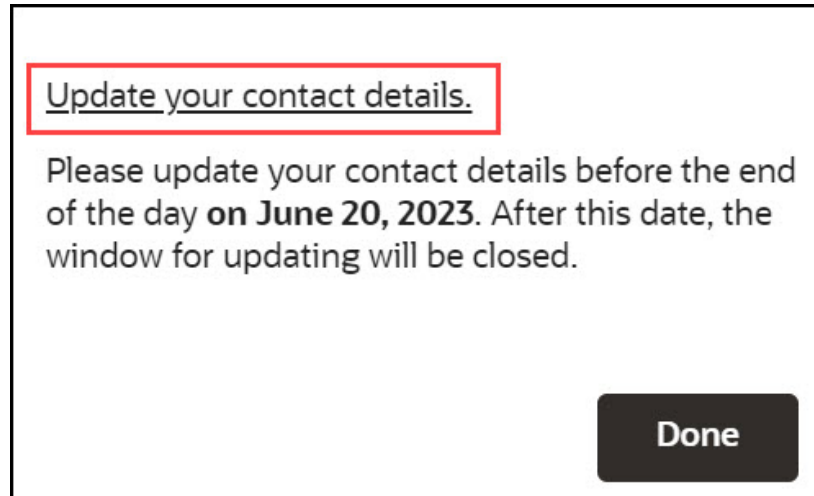 Update your contact details.
Please update your contact details before the end
of the day on June 20, 2023. After this date, the
window for updating will be closed.
Done